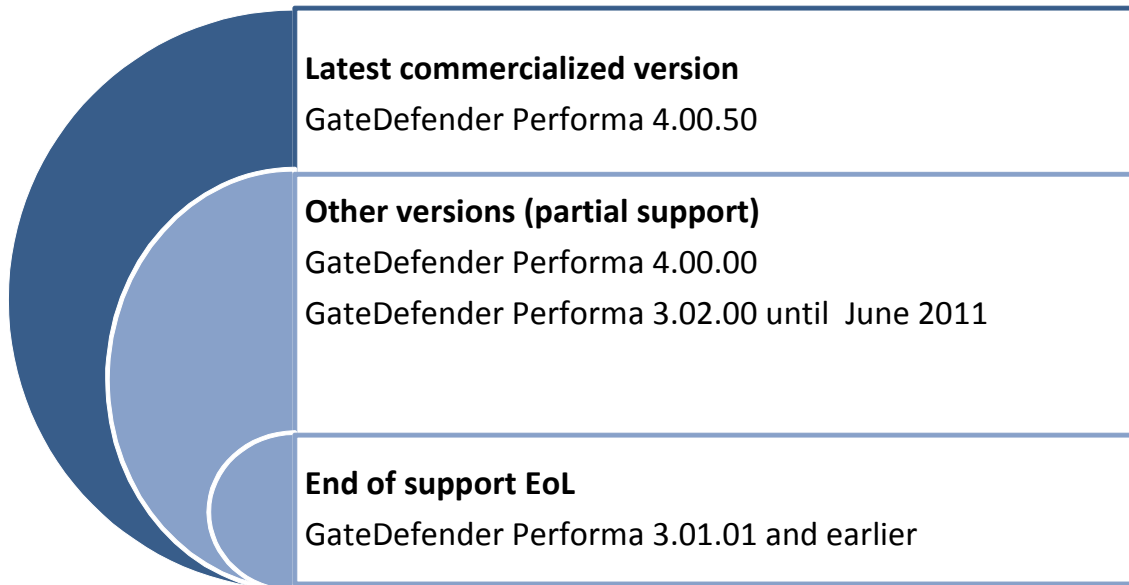 Latest commercialized version
GateDefender Performa 4.00.50
Other versions (partial support)
GateDefender Performa 4.00.00
GateDefender Performa 3.02.00 until  June 2011
End of support EoL
GateDefender Performa 3.01.01 and earlier